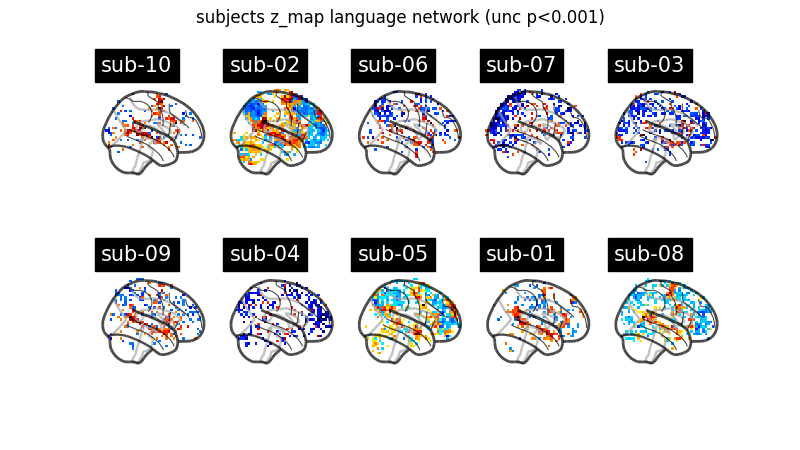 subjects z_map language network (unc p<0.001)
sub-10
sub-02
sub-06
sub-07
sub-03
sub-09
sub-04
sub-05
sub-01
sub-08